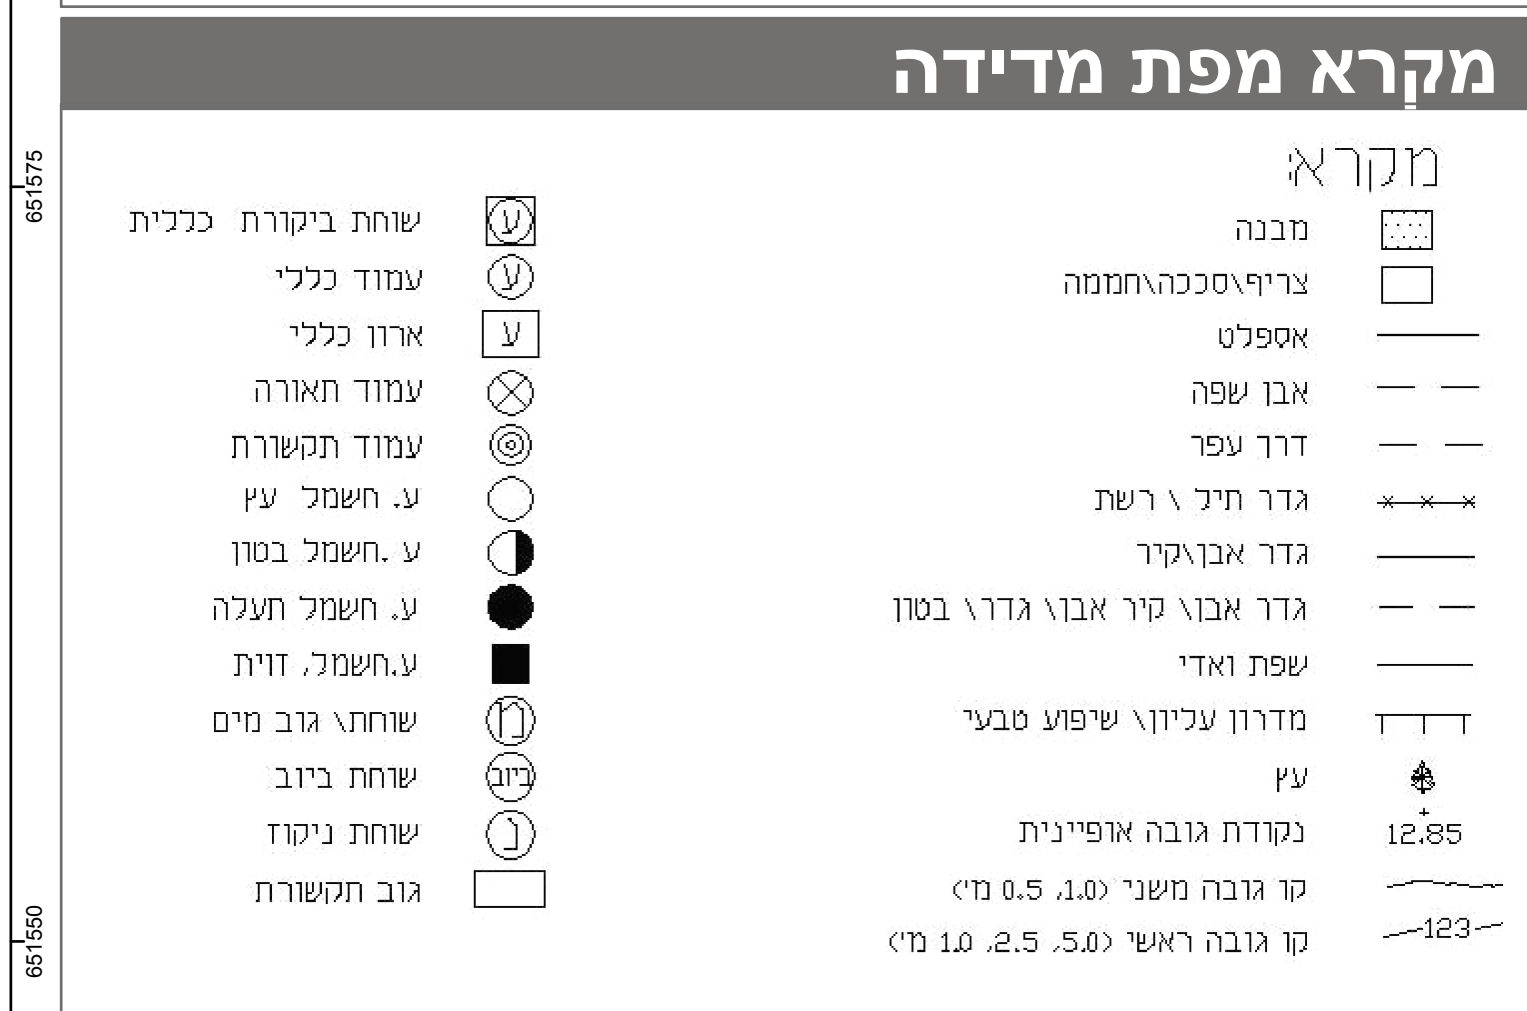 מקרא מפת מדידה
מקרא:
מבנה
צריף\סככה\חממה
אספלט
אבן שפה
דרך עפר
גדר תיל \ רשת
גדר אבן\קיר
גדר אבן\ קיר אבן\ גדר\ בטון
שפת ואדי
מדרון עליון\ שיפוע טבעי
עץ
נקודת גובה אופיינית
12.85
קו גובה משני (1.0, 0.5 מ')
קו גובה ראשי (5.0, 2.5, 1.0 מ')
123
ע שוחת ביקורת כללית
ע עמוד כללי
ע ארון כללי
עמוד תאורה
עמוד תקשורת
ע. חשמל עץ
ע .חשמל בטון
ע. חשמל תעלה
ע.חשמל, זוית
מ שוחת\ גוב מים
ביוב שוחת ביוב
נ שוחת ניקוז
גוב תקשורת
651575
651550